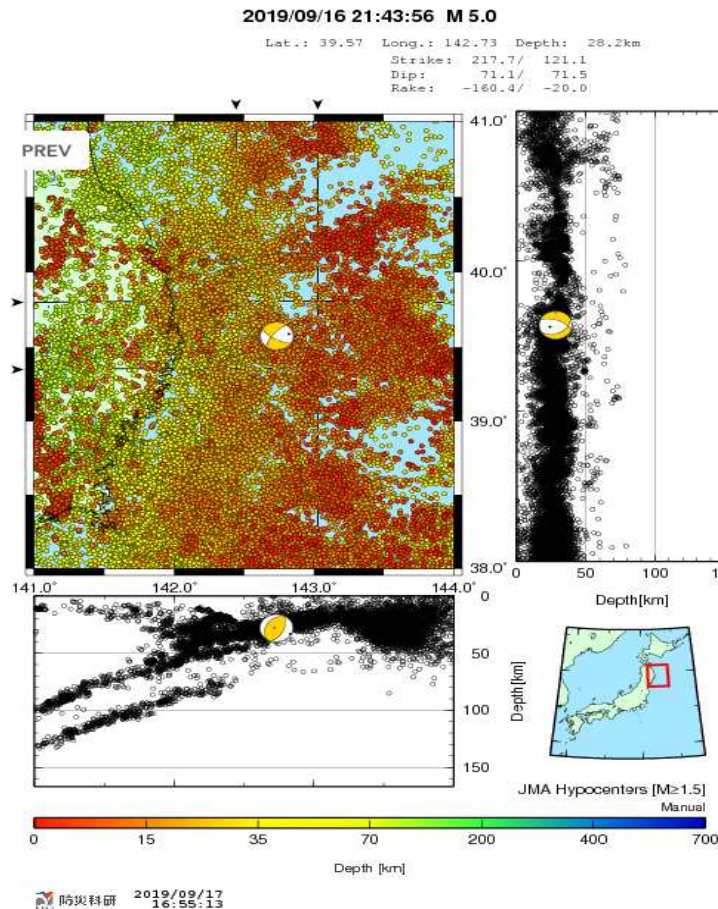 2019/09/16 21:43:56 M 5.0
Lat.: 39.57 Long.: 142.73 Depth: 28.2km
Strike: 217.7/ 121.1
Dip: 71.1/ 71.5
Rake: -160.4/ -20.0
PREV
41.0°
40.0°
39.0°
38.0°
141.0° 142.0° 143.0° 144.0°
0 50 100 15
Depth[km]
0
50
100
150
Depth [km]
JMA Hypocenters [M≥1.5]
Manual
0 15 35 70 200 400 700
Depth [km]
防災科研 2019/09/17
16:55:13